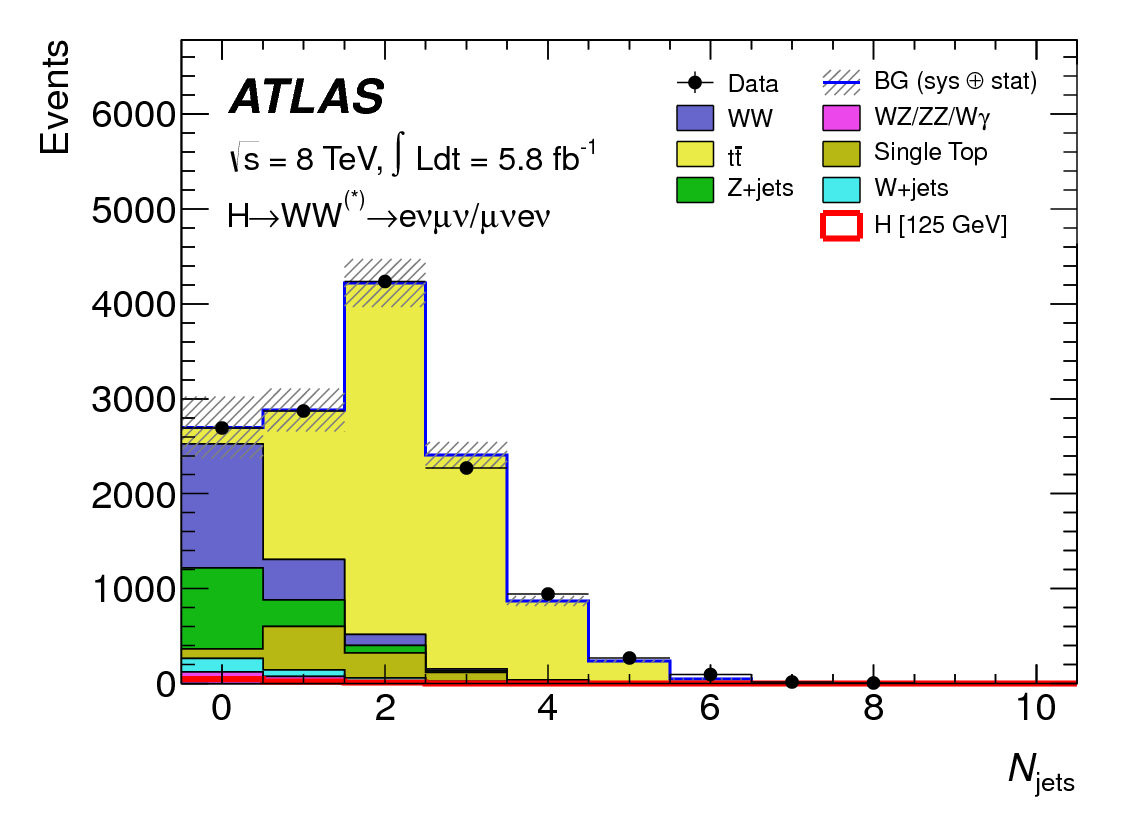 Events
6000
5000
4000
3000
2000
1000
0
ATLAS
√s = 8 TeV, ∫ Ldt = 5.8 fb⁻¹
H→WW⁽*⁾→eνμν/μνeν
Data
WW
tt̄
Z+jets
BG (sys ⊕ stat)
WZ/ZZ/Wγ
Single Top
W+jets
H [125 GeV]
0 2 4 6 8 10
N_jets